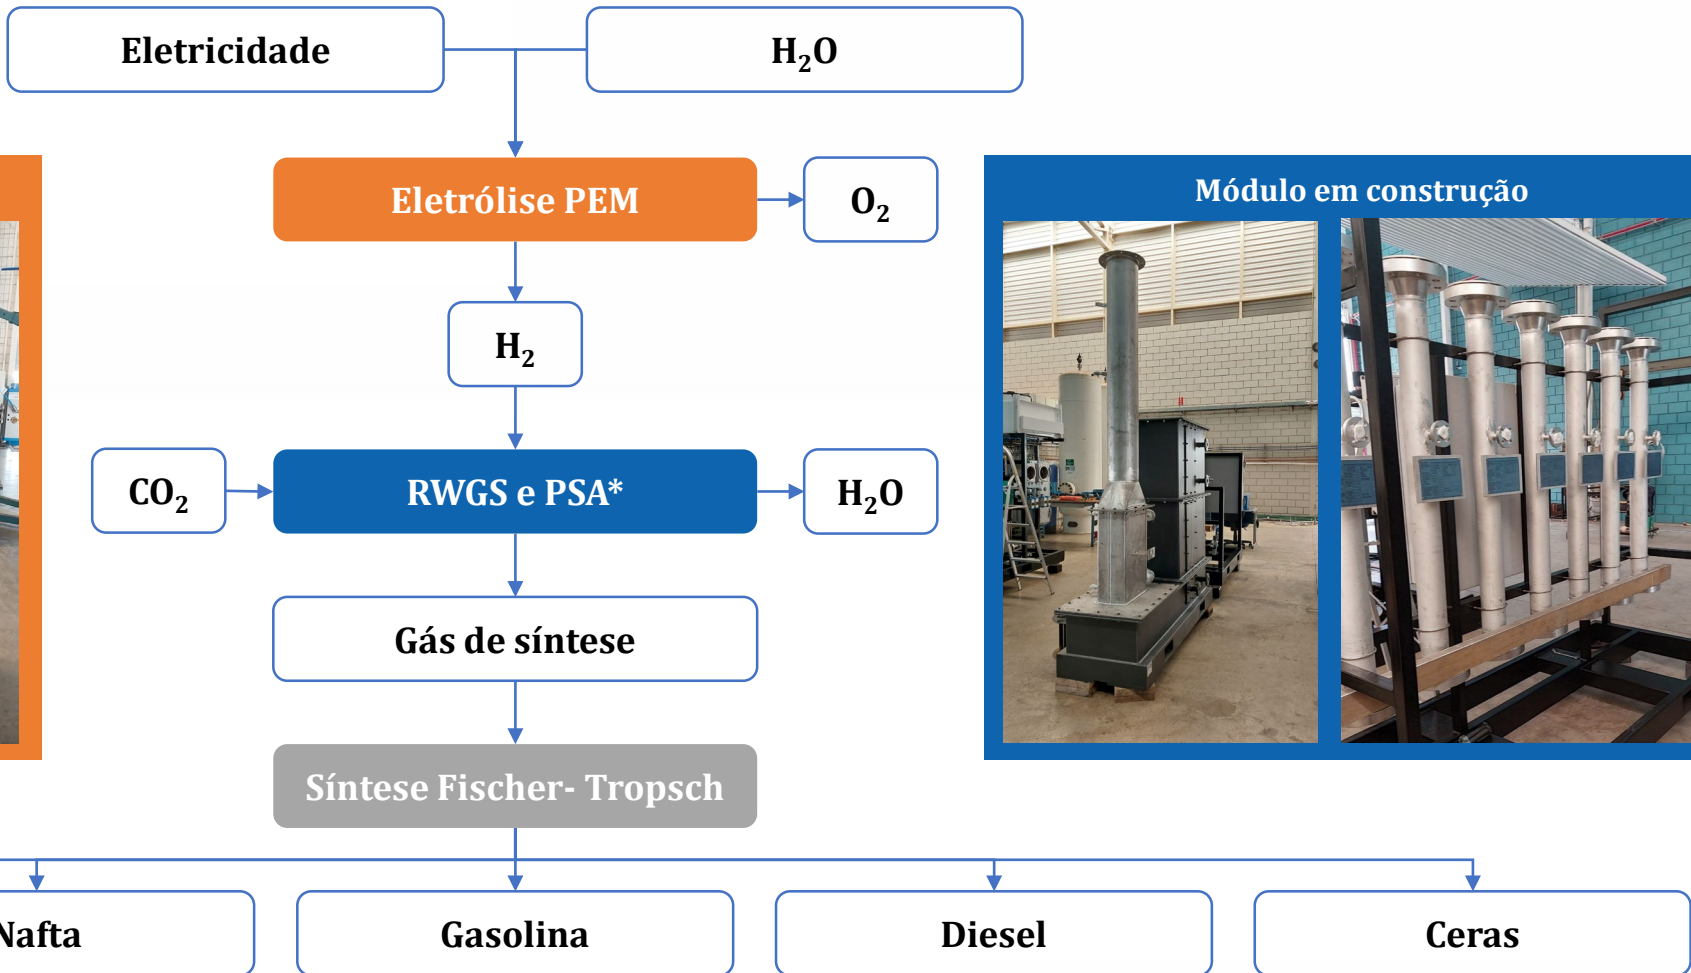 Eletricidade
H₂O
Eletrólise PEM
O₂
Módulo em construção
H₂
CO₂
RWGS e PSA*
H₂O
Gás de síntese
Síntese Fischer- Tropsch
Nafta
Gasolina
Diesel
Ceras